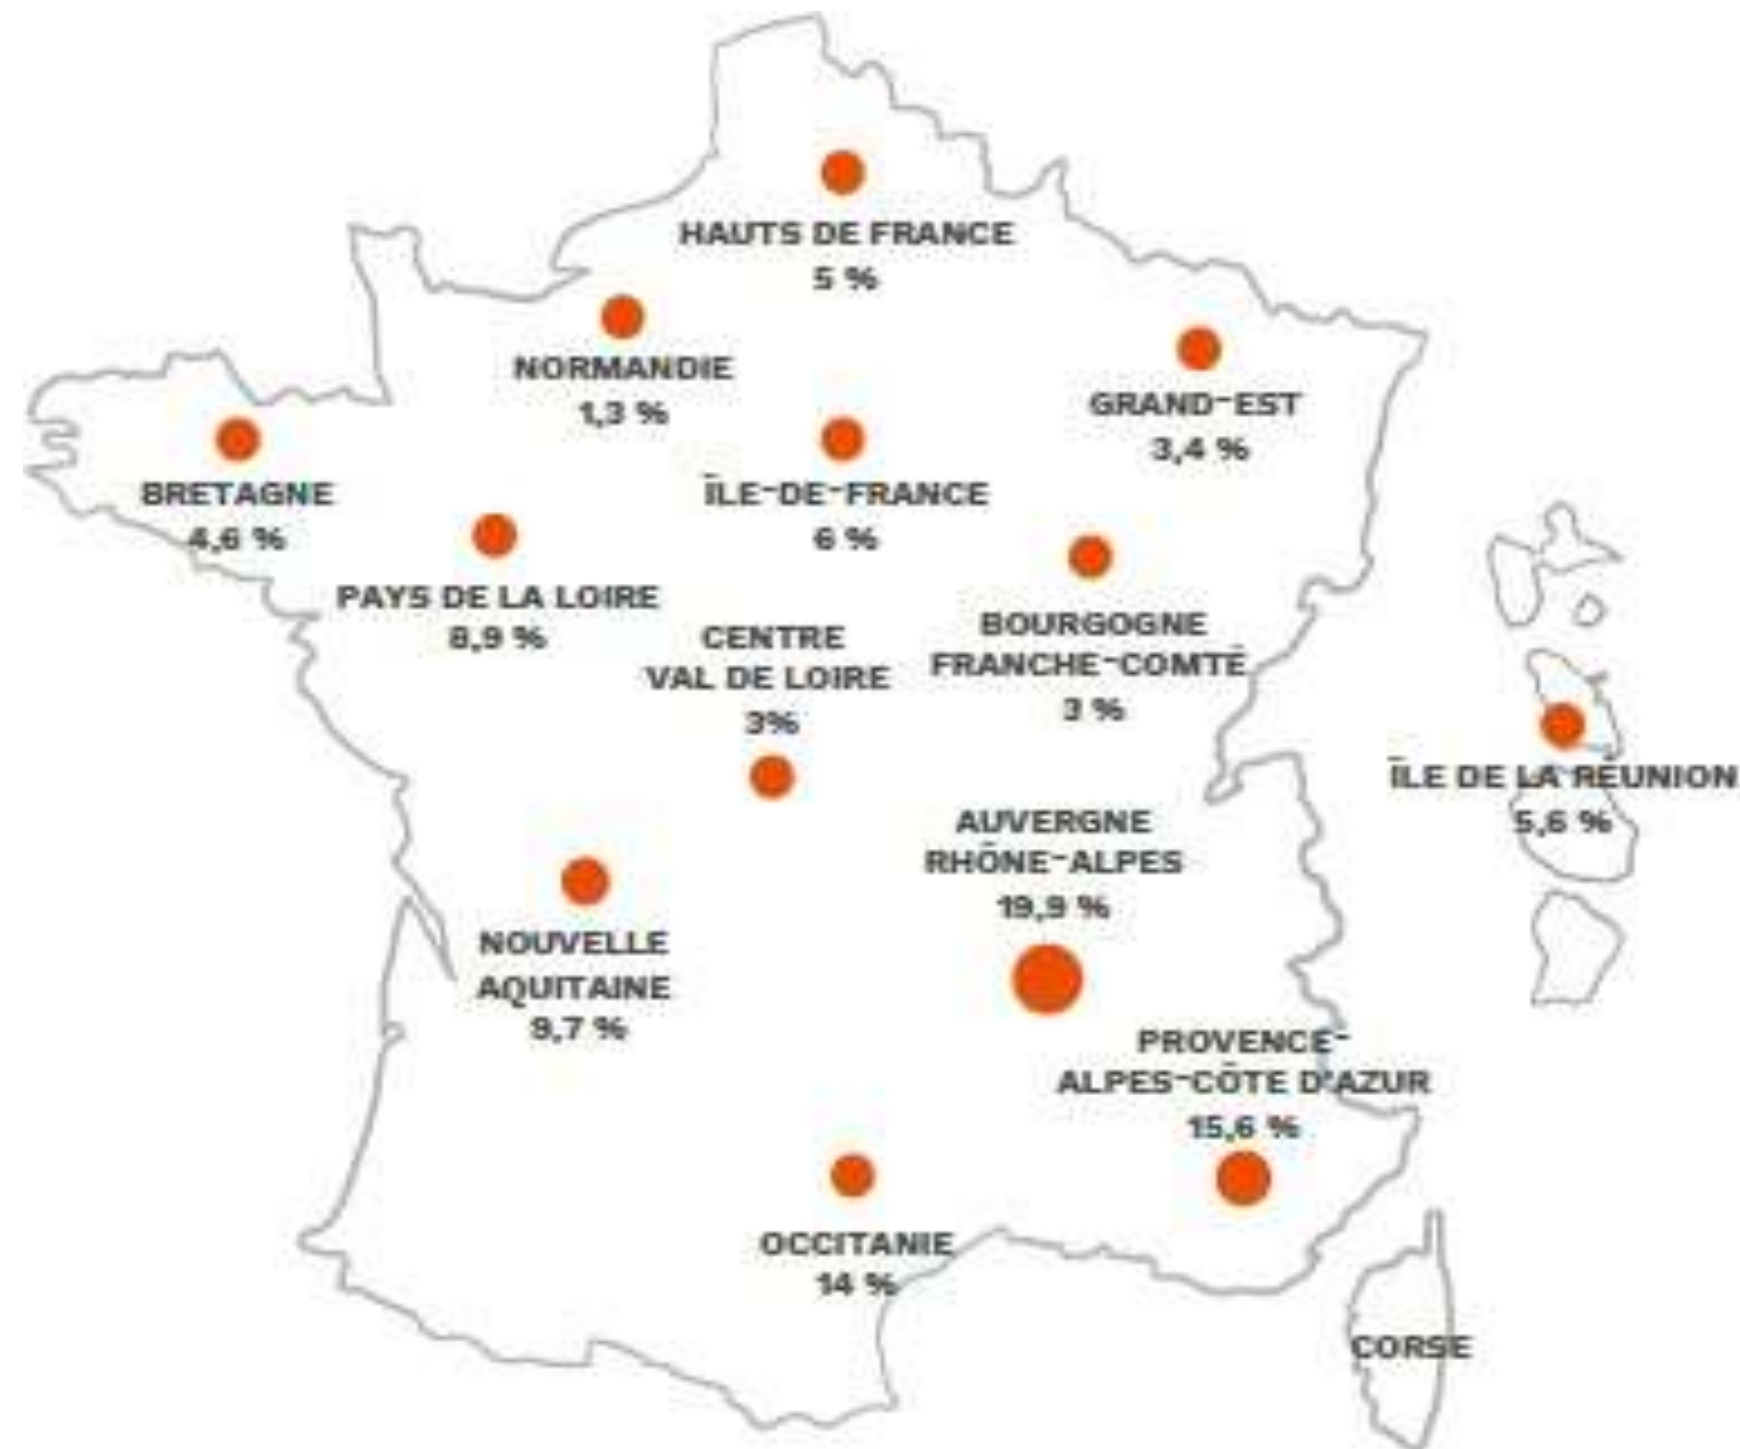 HAUTS DE FRANCE
5 %
NORMANDIE
1,3 %
GRAND-EST
3,4 %
BRETAGNE
4,6 %
ÎLE-DE-FRANCE
6 %
PAYS DE LA LOIRE
8,9 %
CENTRE
VAL DE LOIRE
3%
BOURGOGNE
FRANCHE-COMTÉ
3 %
ÎLE DE LA RÉUNION
5,6 %
AUVERGNE
RHÔNE-ALPES
19,9 %
NOUVELLE
AQUITAINE
9,7 %
PROVENCE-
ALPES-CÔTE D'AZUR
15,6 %
OCCITANIE
14 %
CORSE